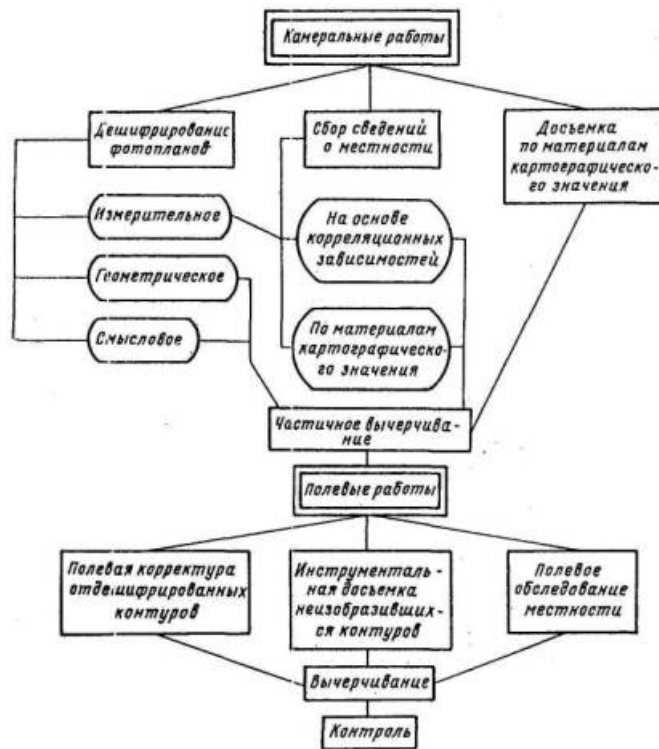 Камеральные работы
Дешифрирование
фотопланов
Сбор сведений
о местности
Досъемка
по материалам
картографическо-
го значения
Измерительное
Геометрическое
Смысловое
На основе
корреляционных
зависимостей
По материалам
картографическо-
го значения
Частичное вычерчива-
ние
Полевые работы
Полевая корректура
отдешифрированных
контуров
Инструменталь-
ная досъемка
неизобразивших-
ся контуров
Полевое
обследование
местности
Вычерчивание
Контроль